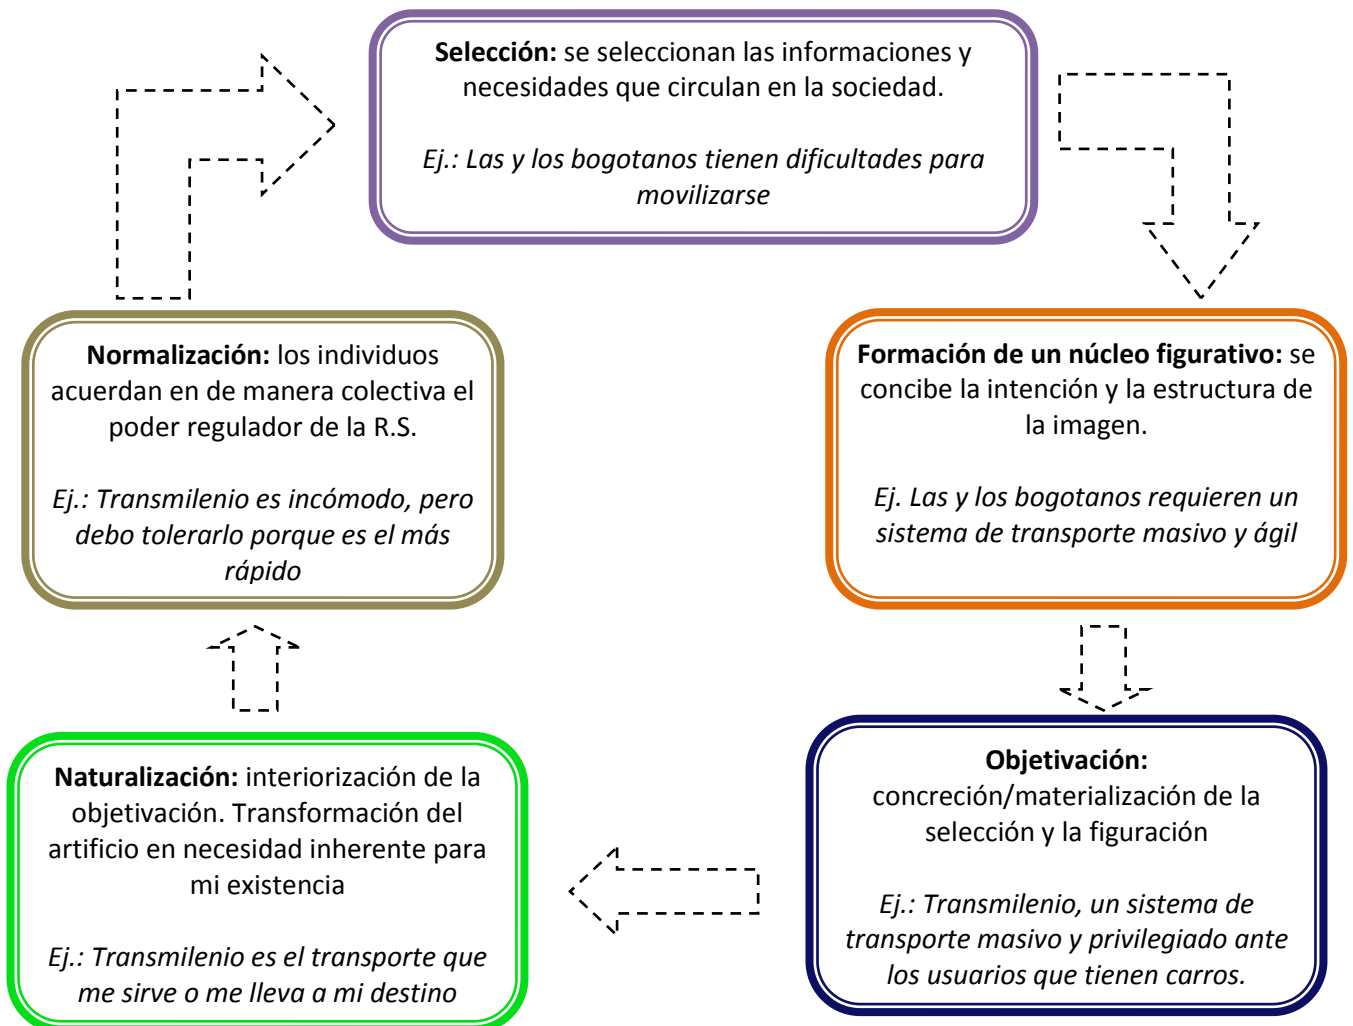 Selección: se seleccionan las informaciones y
necesidades que circulan en la sociedad.
Ej.: Las y los bogotanos tienen dificultades para
movilizarse
Formación de un núcleo figurativo: se
concibe la intención y la estructura de
la imagen.
Ej. Las y los bogotanos requieren un
sistema de transporte masivo y ágil
Objetivación:
concreción/materialización de la
selección y la figuración
Ej.: Transmilenio, un sistema de
transporte masivo y privilegiado ante
los usuarios que tienen carros.
Naturalización: interiorización de la
objetivación. Transformación del
artificio en necesidad inherente para
mi existencia
Ej.: Transmilenio es el transporte que
me sirve o me lleva a mi destino
Normalización: los individuos
acuerdan en de manera colectiva el
poder regulador de la R.S.
Ej.: Transmilenio es incómodo, pero
debo tolerarlo porque es el más
rápido